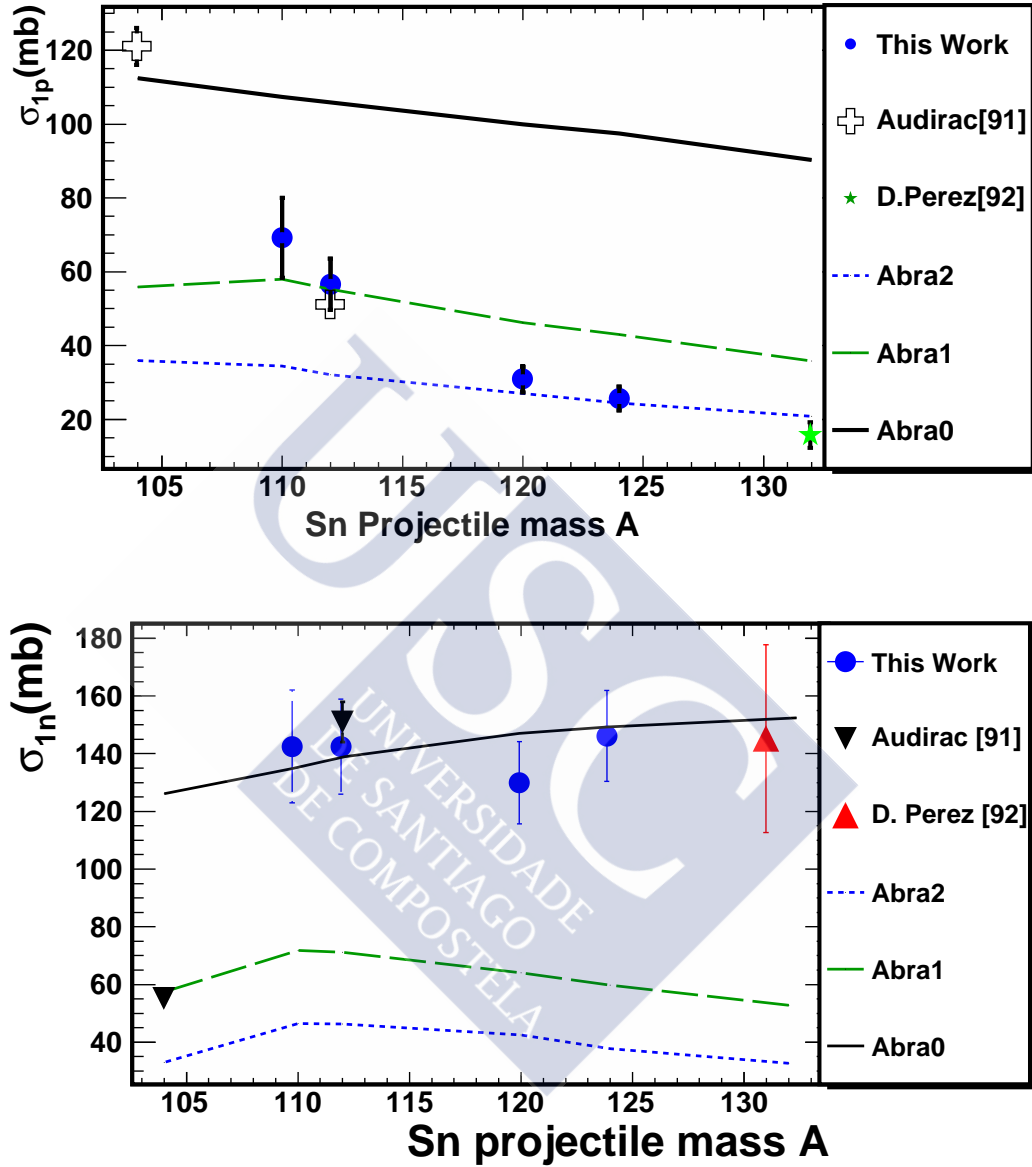 σ1p(mb)
120
100
80
60
40
20
105 110 115 120 125 130
Sn Projectile mass A
This Work
Audirac[91]
D.Perez[92]
Abra2
Abra1
Abra0
USC
UNIVERSIDADE
DE SANTIAGO
DE COMPOSTELA
σ1n(mb)
180
160
140
120
100
80
60
40
105 110 115 120 125 130
Sn projectile mass A
This Work
Audirac [91]
D. Perez [92]
Abra2
Abra1
Abra0